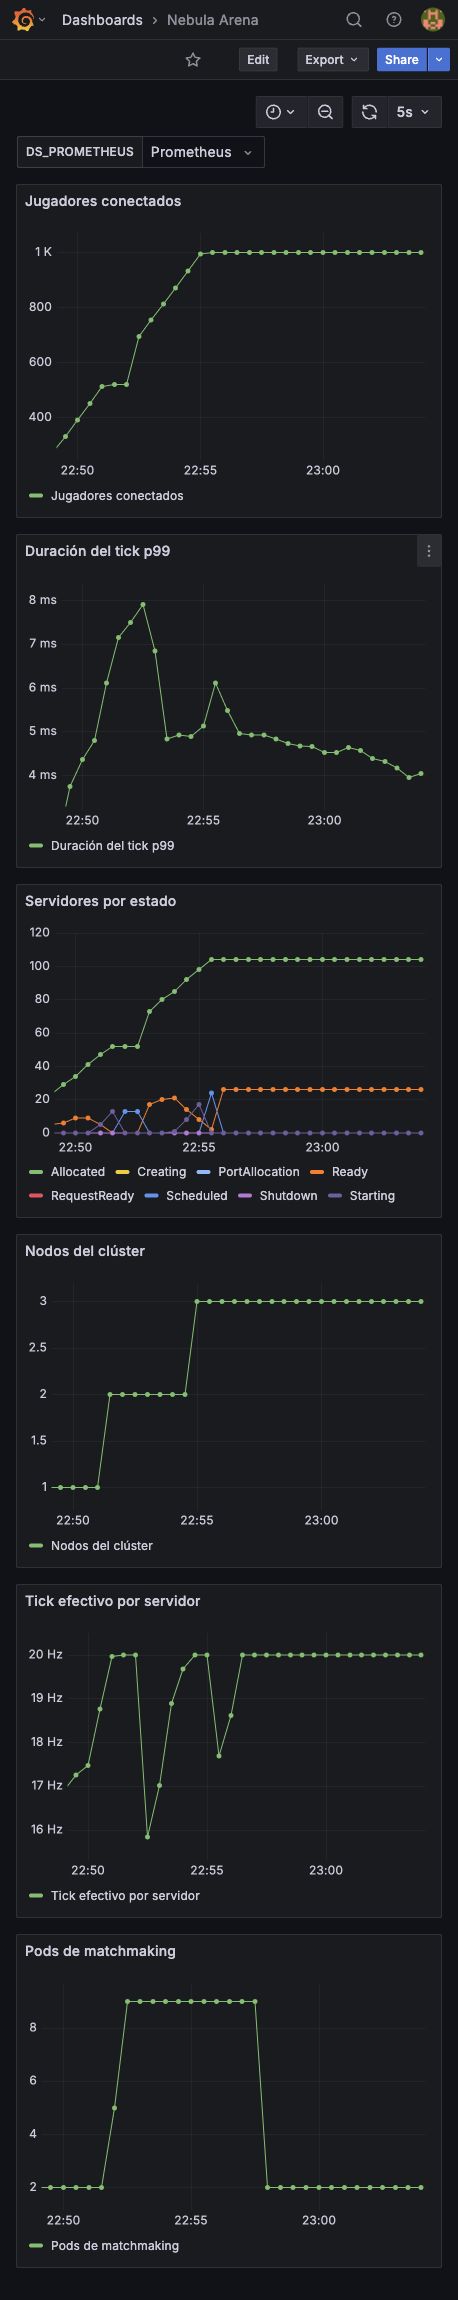 Dashboards › Nebula Arena
Edit Export Share
5s
DS_PROMETHEUS Prometheus
Jugadores conectados
1 K
800
600
400
22:50 22:55 23:00
Jugadores conectados
Duración del tick p99
8 ms
7 ms
6 ms
5 ms
4 ms
22:50 22:55 23:00
Duración del tick p99
Servidores por estado
120
100
80
60
40
20
0
22:50 22:55 23:00
Allocated Creating PortAllocation Ready
RequestReady Scheduled Shutdown Starting
Nodos del clúster
3
2.5
2
1.5
1
22:50 22:55 23:00
Nodos del clúster
Tick efectivo por servidor
20 Hz
19 Hz
18 Hz
17 Hz
16 Hz
22:50 22:55 23:00
Tick efectivo por servidor
Pods de matchmaking
8
6
4
2
22:50 22:55 23:00
Pods de matchmaking